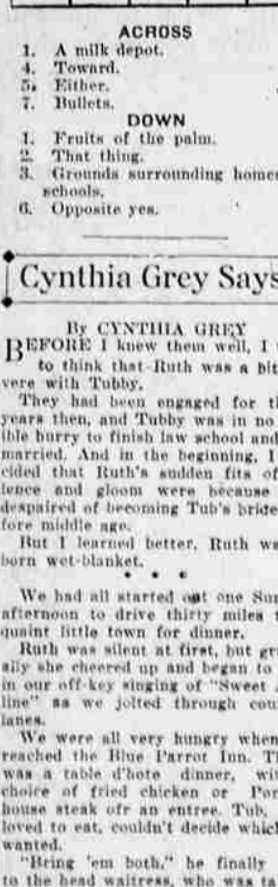 ACROSS
1. A milk depot.
4. Toward.
5. Either.
7. Bullets.
DOWN
1. Fruits of the palm.
2. That thing.
3. Grounds surrounding homes
schools.
6. Opposite yes.
Cynthia Grey Says
By CYNTHIA GREY
BEFORE I knew them well, I
to think that Ruth was a bit
vere with Tubby.
They had been engaged for th
years then, and Tubby was in no
ible hurry to finish law school and
married. And in the beginning, I
cided that Ruth's sudden fits of
lence and gloom were because
despaired of becoming Tub's bride
fore middle age.
But I learned better. Ruth wa
born wet-blanket.
* * *
We had all started out one Sun
afternoon to drive thirty miles t
quaint little town for dinner.
Ruth was silent at first, but gr
ally she cheered up and began to
in our off-key singing of "Sweet
line" as we jolted through cou
lanes.
We were all very hungry when
reached the Blue Parrot Inn. Th
was a table d'hote dinner, wi
choice of fried chicken or Por
house steak ofr an entree. Tub,
loved to eat, couldn't decide which
wanted.
"Bring 'em both," he finally
to the head waitress, who was ta